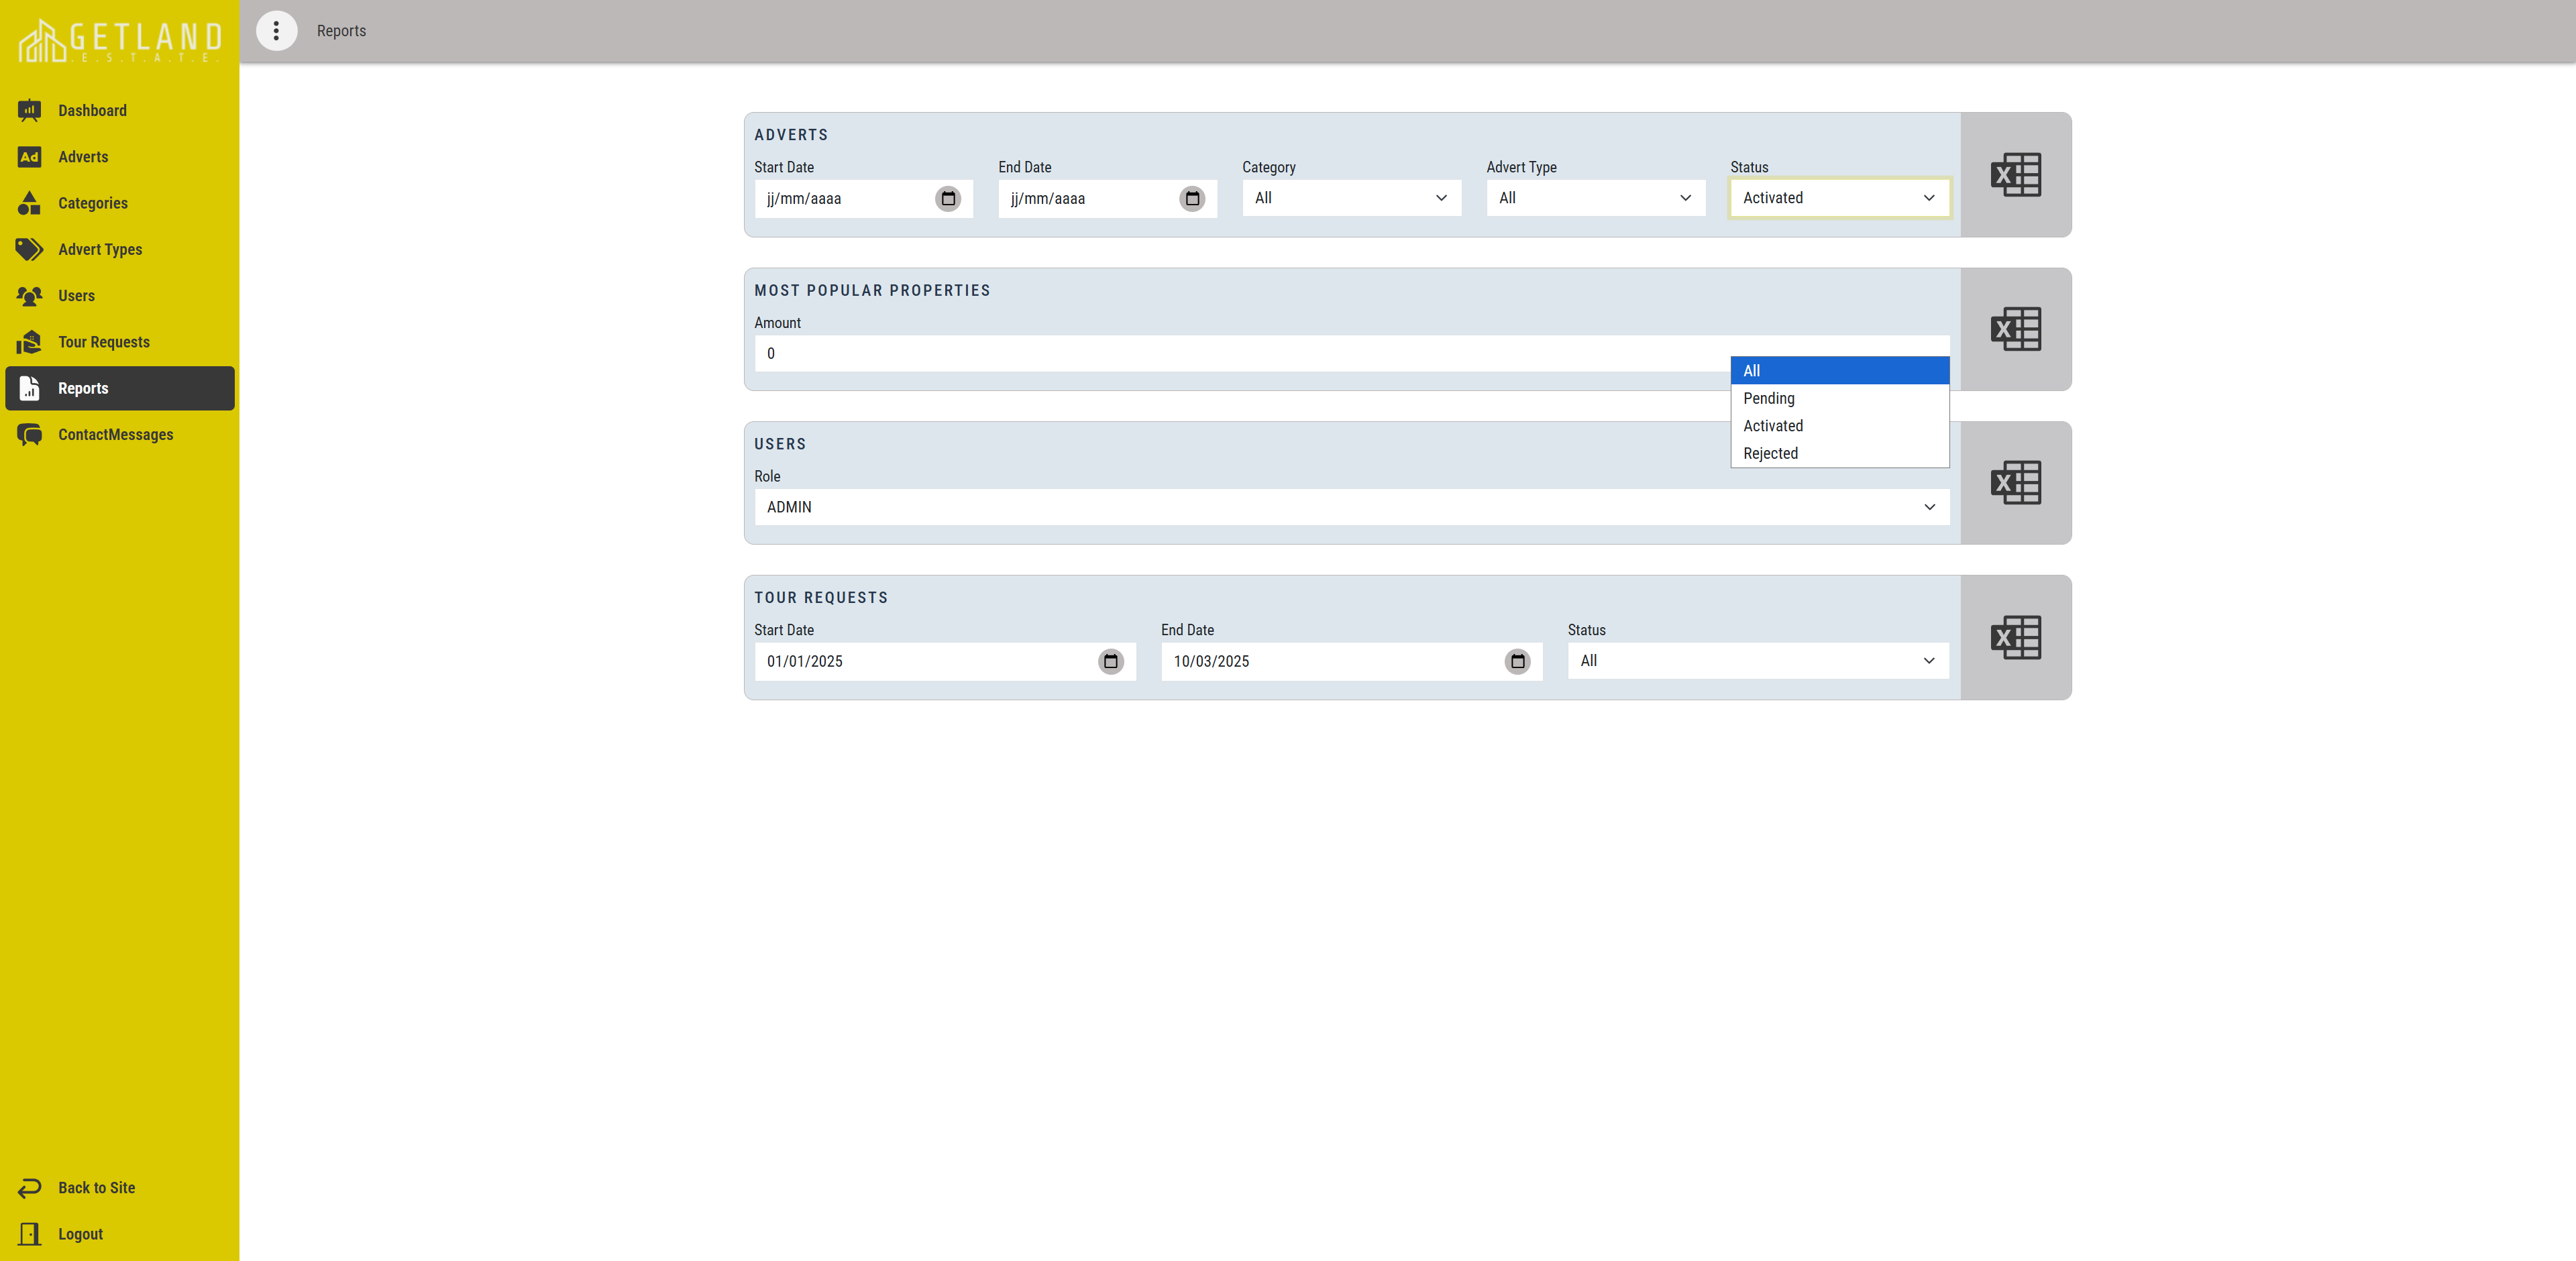 GETLAND
.E.S.T.A.T.E.
Reports
Dashboard
Ad
Adverts
Categories
Advert Types
Users
Tour Requests
Reports
ContactMessages
Back to Site
Logout
ADVERTS
Start Date
End Date
Category
Advert Type
Status
jj/mm/aaaa
jj/mm/aaaa
All
All
Activated
X
MOST POPULAR PROPERTIES
Amount
0
X
All
Pending
Activated
Rejected
USERS
Role
ADMIN
X
TOUR REQUESTS
Start Date
End Date
Status
01/01/2025
10/03/2025
All
X